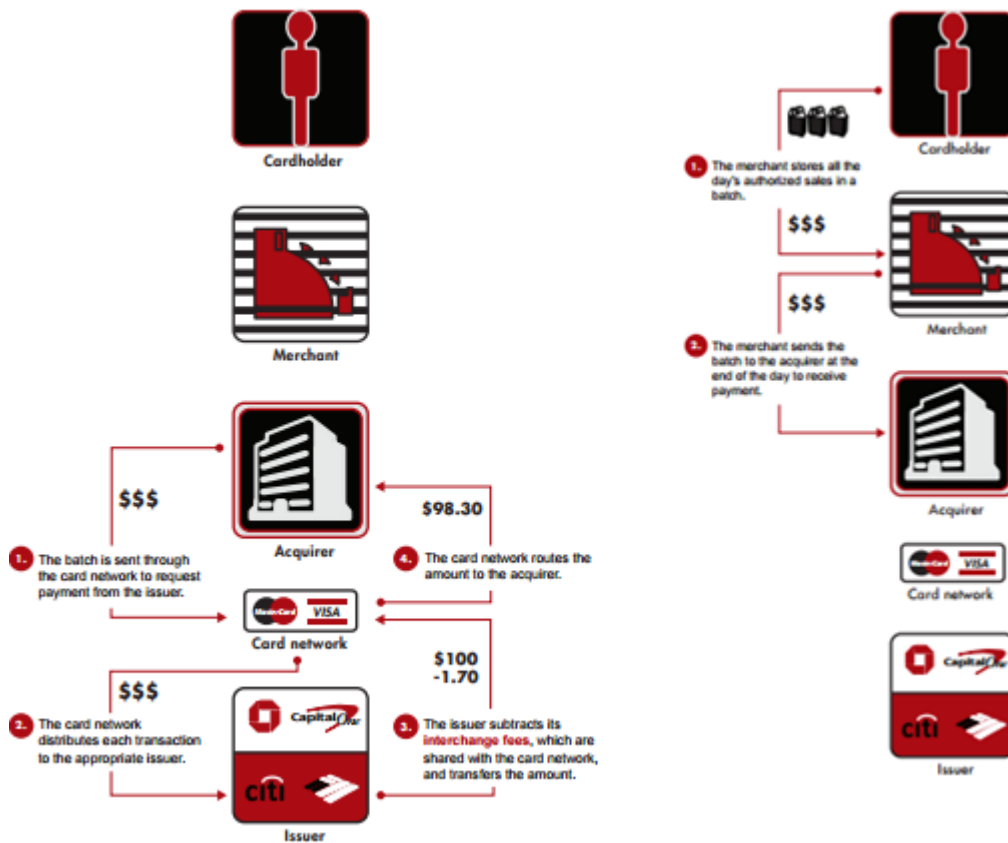 Cardholder
Merchant
$$$
1. The batch is sent through
the card network to request
payment from the issuer.
Acquirer
$98.30
4. The card network routes the
amount to the acquirer.
MasterCard VISA
Card network
$$$
2. The card network
distributes each transaction
to the appropriate issuer.
$100
-1.70
3. The issuer subtracts its
interchange fees, which are
shared with the card network,
and transfers the amount.
Capital One
citi
Issuer
Cardholder
1. The merchant stores all the
day's authorized sales in a
batch.
$$$
Merchant
$$$
2. The merchant sends the
batch to the acquirer at the
end of the day to receive
payment.
Acquirer
MasterCard VISA
Card network
Capital One
citi
Issuer